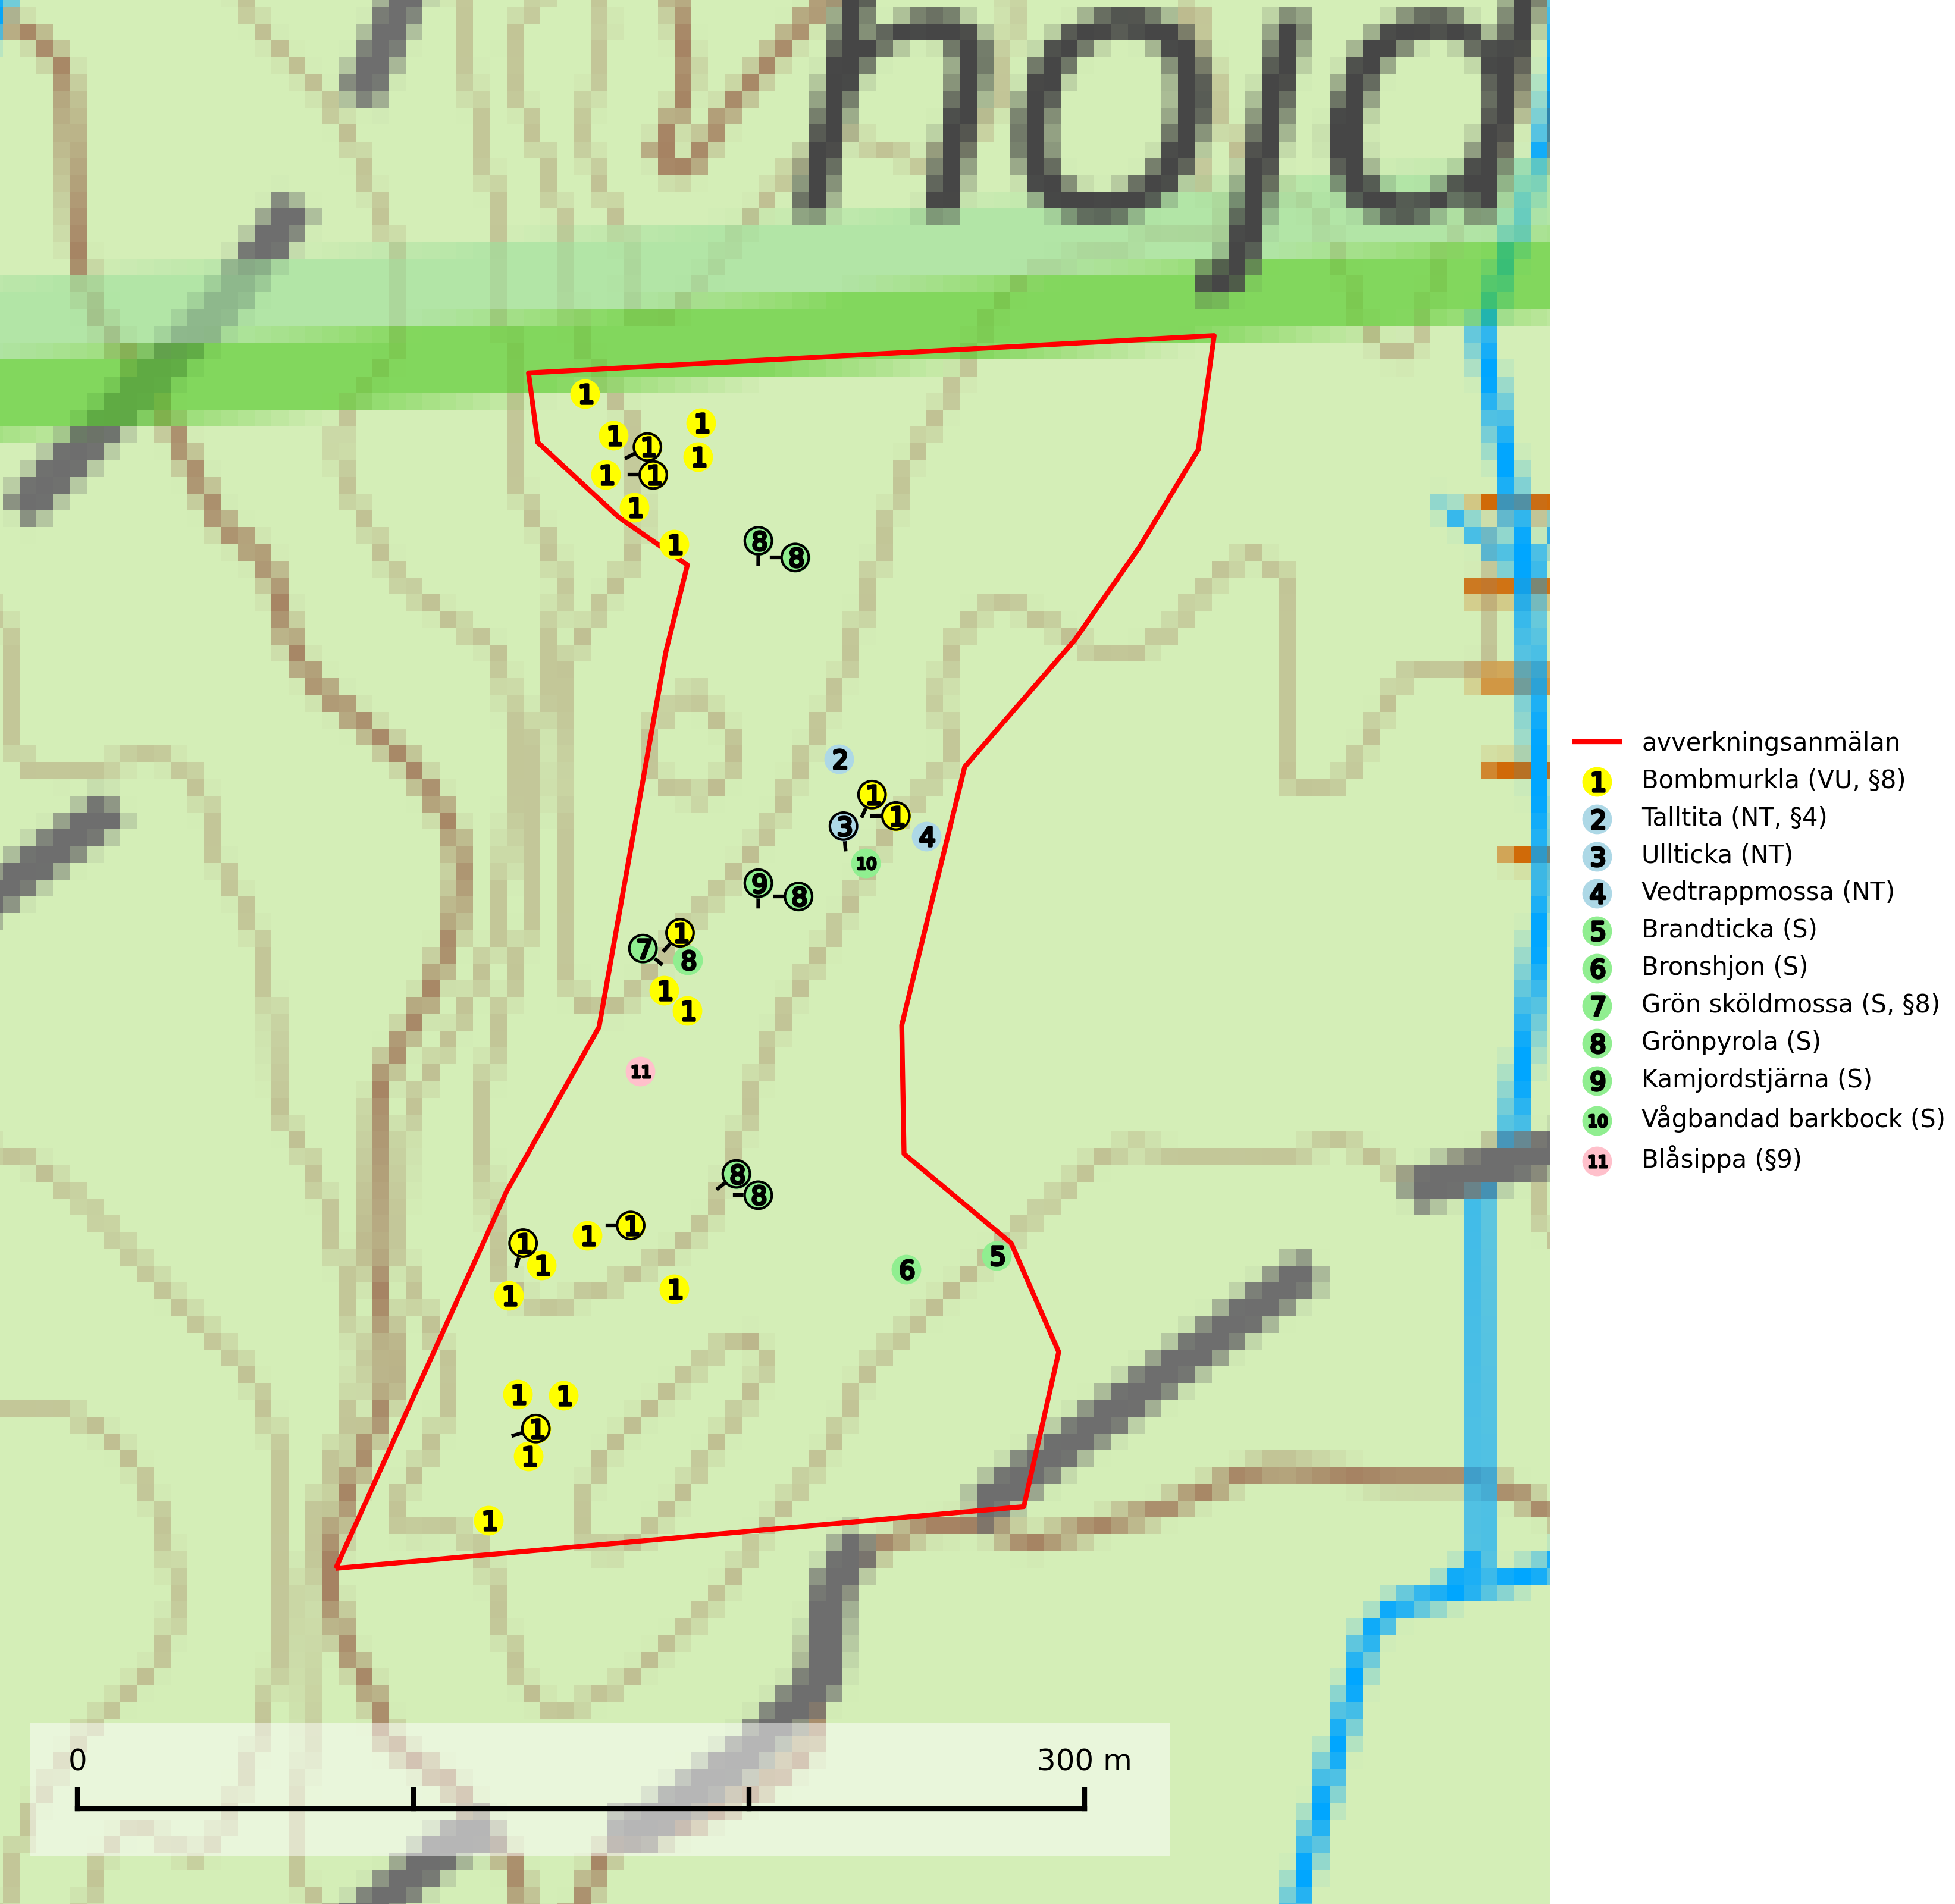 höjd
1
1
1
1
1
1
1
1
1
8
8
2
1
1
3
4
10
9
8
1
7
8
1
1
11
8
8
1
1
1
1
5
6
1
1
1
1
1
1
1
0
300 m
avverkningsanmälan
1 Bombmurkla (VU, §8)
2 Talltita (NT, §4)
3 Ullticka (NT)
4 Vedtrappmossa (NT)
5 Brandticka (S)
6 Bronshjon (S)
7 Grön sköldmossa (S, §8)
8 Grönpyrola (S)
9 Kamjordstjärna (S)
10 Vågbandad barkbock (S)
11 Blåsippa (§9)